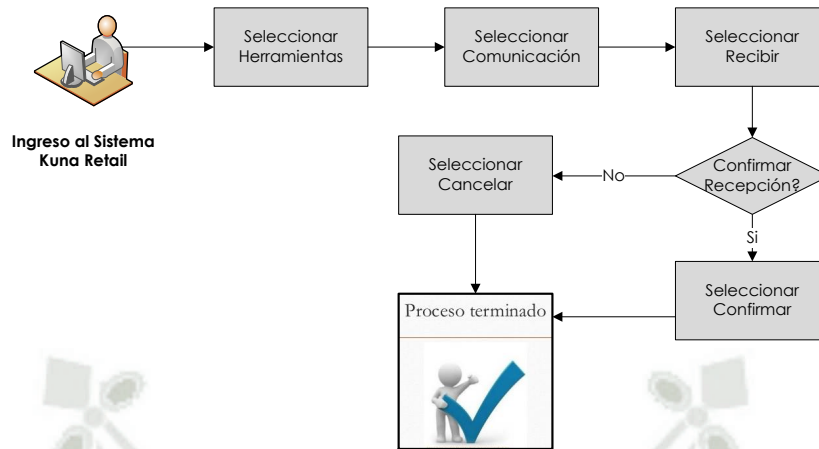 Seleccionar
Herramientas
Seleccionar
Comunicación
Seleccionar
Recibir
Ingreso al Sistema
Kuna Retail
Confirmar
Recepción?
No
Seleccionar
Cancelar
Si
Seleccionar
Confirmar
Proceso terminado